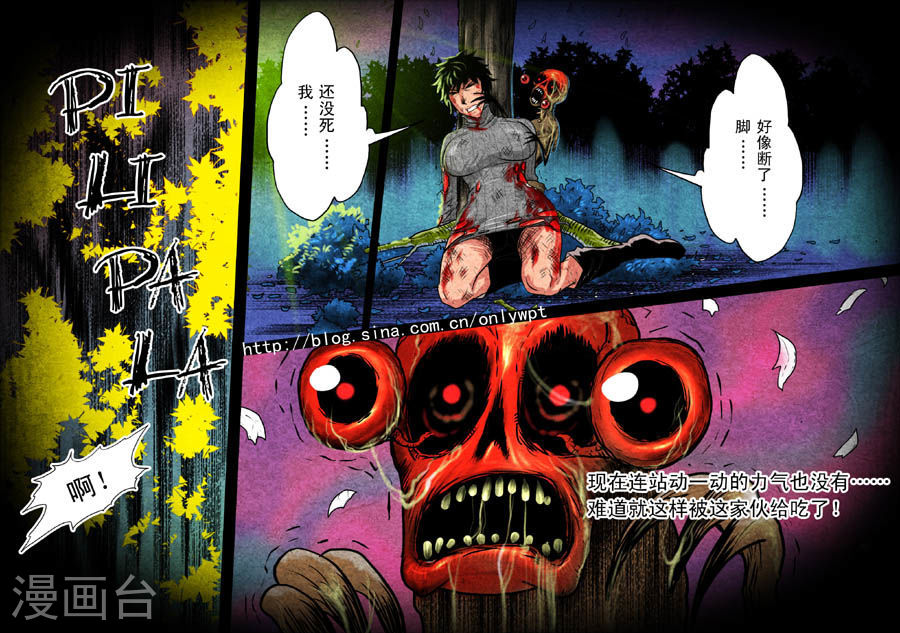 PI
LI
PA
LA
啊!
还没死……
我……
好像断了……
脚……
http://blog.sina.com.cn/onlywpt
现在连站动一动的力气也没有……
难道就这样被这家伙给吃了!
漫画台